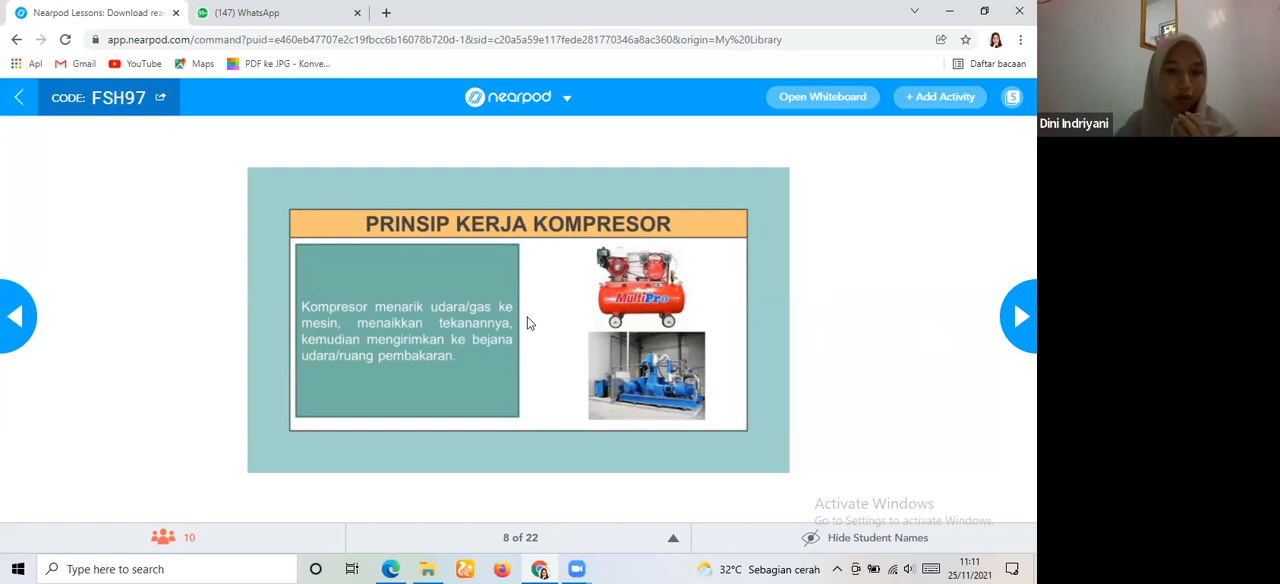 Nearpod Lessons: Download rea
(147) WhatsApp
app.nearpod.com/command?puid=e460eb47707e2c19fbcc6b16078b720d-1&sid=c20a5a59e117fede281770346a8ac360&origin=My%20Library
Apl
Gmail
YouTube
Maps
PDF ke JPG - Konve...
Daftar bacaan
CODE: FSH97
nearpod
Open Whiteboard
+ Add Activity
S
Dini Indriyani
PRINSIP KERJA KOMPRESOR
Kompresor menarik udara/gas ke
mesin, menaikkan tekanannya,
kemudian mengirimkan ke bejana
udara/ruang pembakaran.
MultiPro
Activate Windows
Go to Settings to activate Windows.
10
8 of 22
Hide Student Names
Type here to search
32°C Sebagian cerah
11:11
25/11/2021